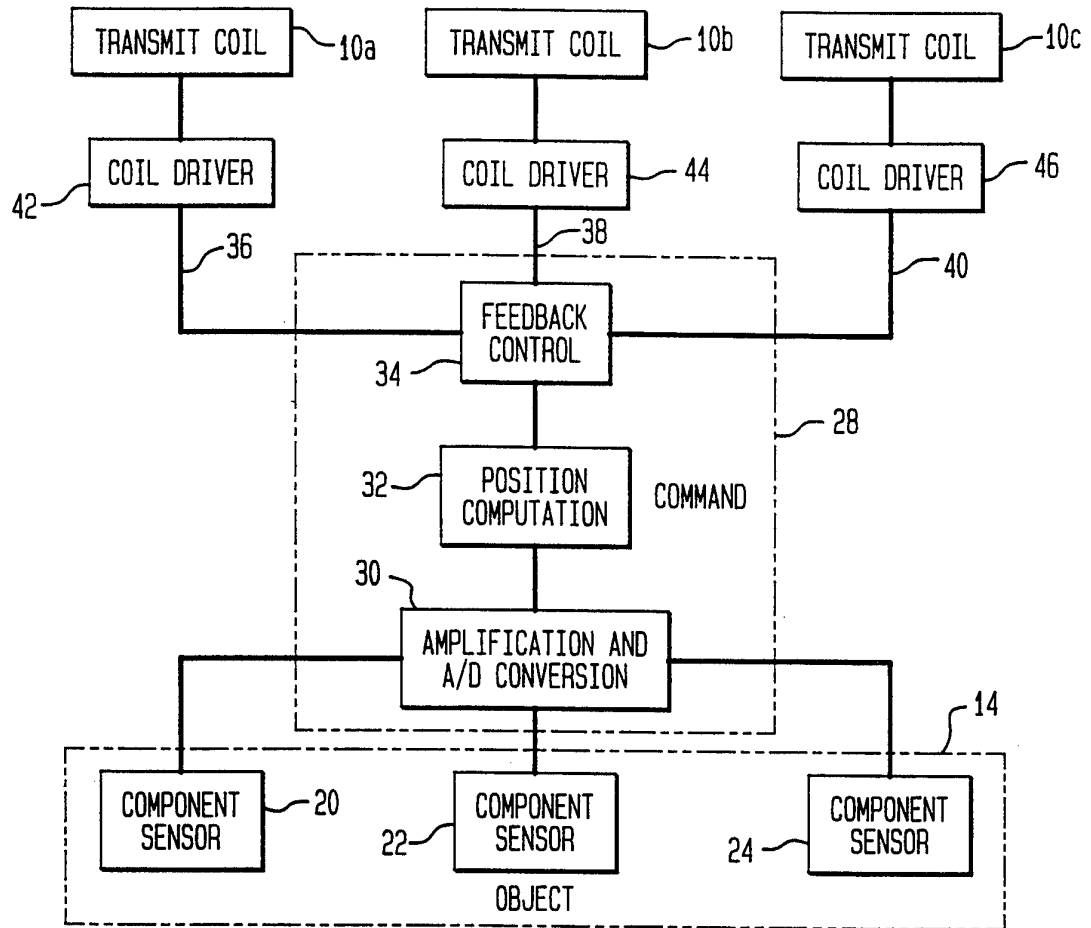 TRANSMIT COIL
10a
TRANSMIT COIL
10b
TRANSMIT COIL
10c
COIL DRIVER
42
COIL DRIVER
44
COIL DRIVER
46
36
38
40
FEEDBACK
CONTROL
34
28
32
POSITION
COMPUTATION
COMMAND
30
AMPLIFICATION AND
A/D CONVERSION
14
COMPONENT
SENSOR
20
COMPONENT
SENSOR
22
COMPONENT
SENSOR
24
OBJECT